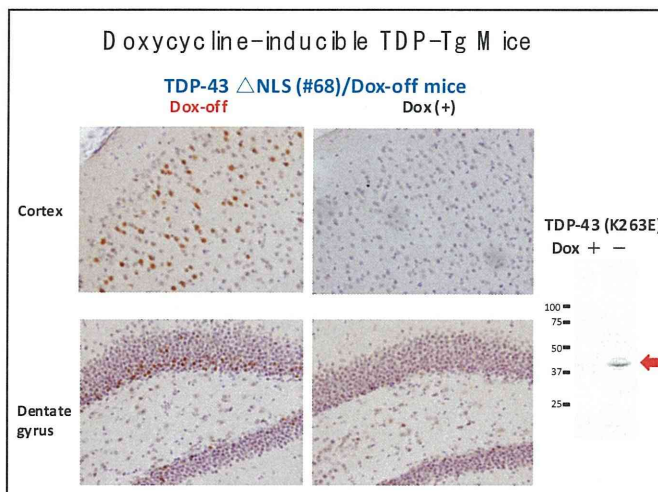 Doxycycline-inducible TDP-Tg Mice
TDP-43 △NLS (#68)/Dox-off mice
Dox-off
Dox (+)
Cortex
Dentate
gyrus
TDP-43 (K263E)
Dox + −
100
75
50
37
25